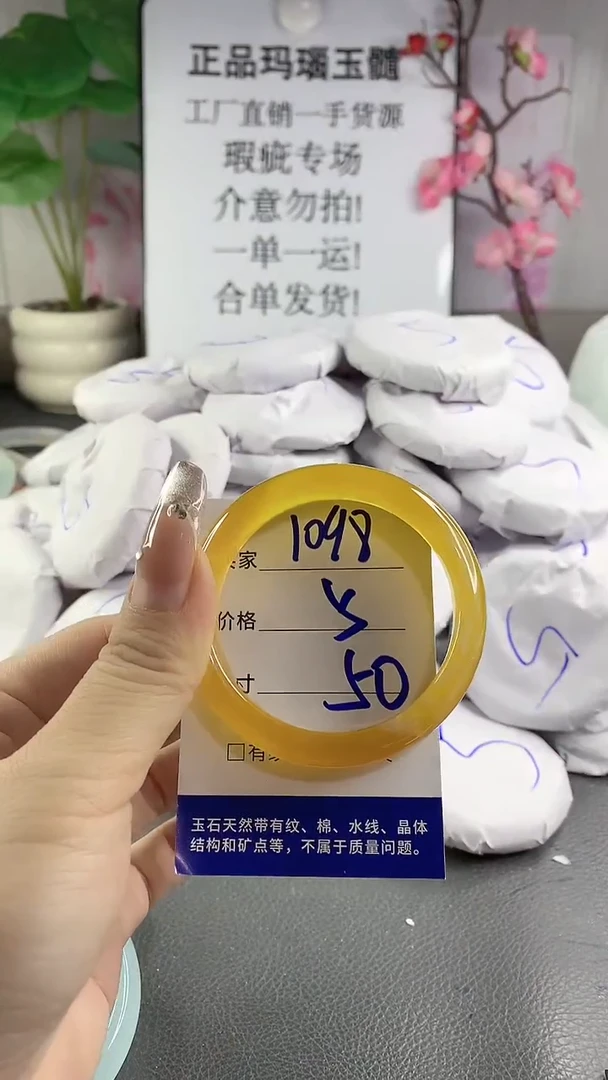 正品玛瑙玉髓
工厂直销一手货源
瑕疵专场
介意勿拍!
一单一运!
合单发货!
家 1098
价格
寸 50
□有
玉石天然带有纹、棉、水线、晶体
结构和矿点等，不属于质量问题。